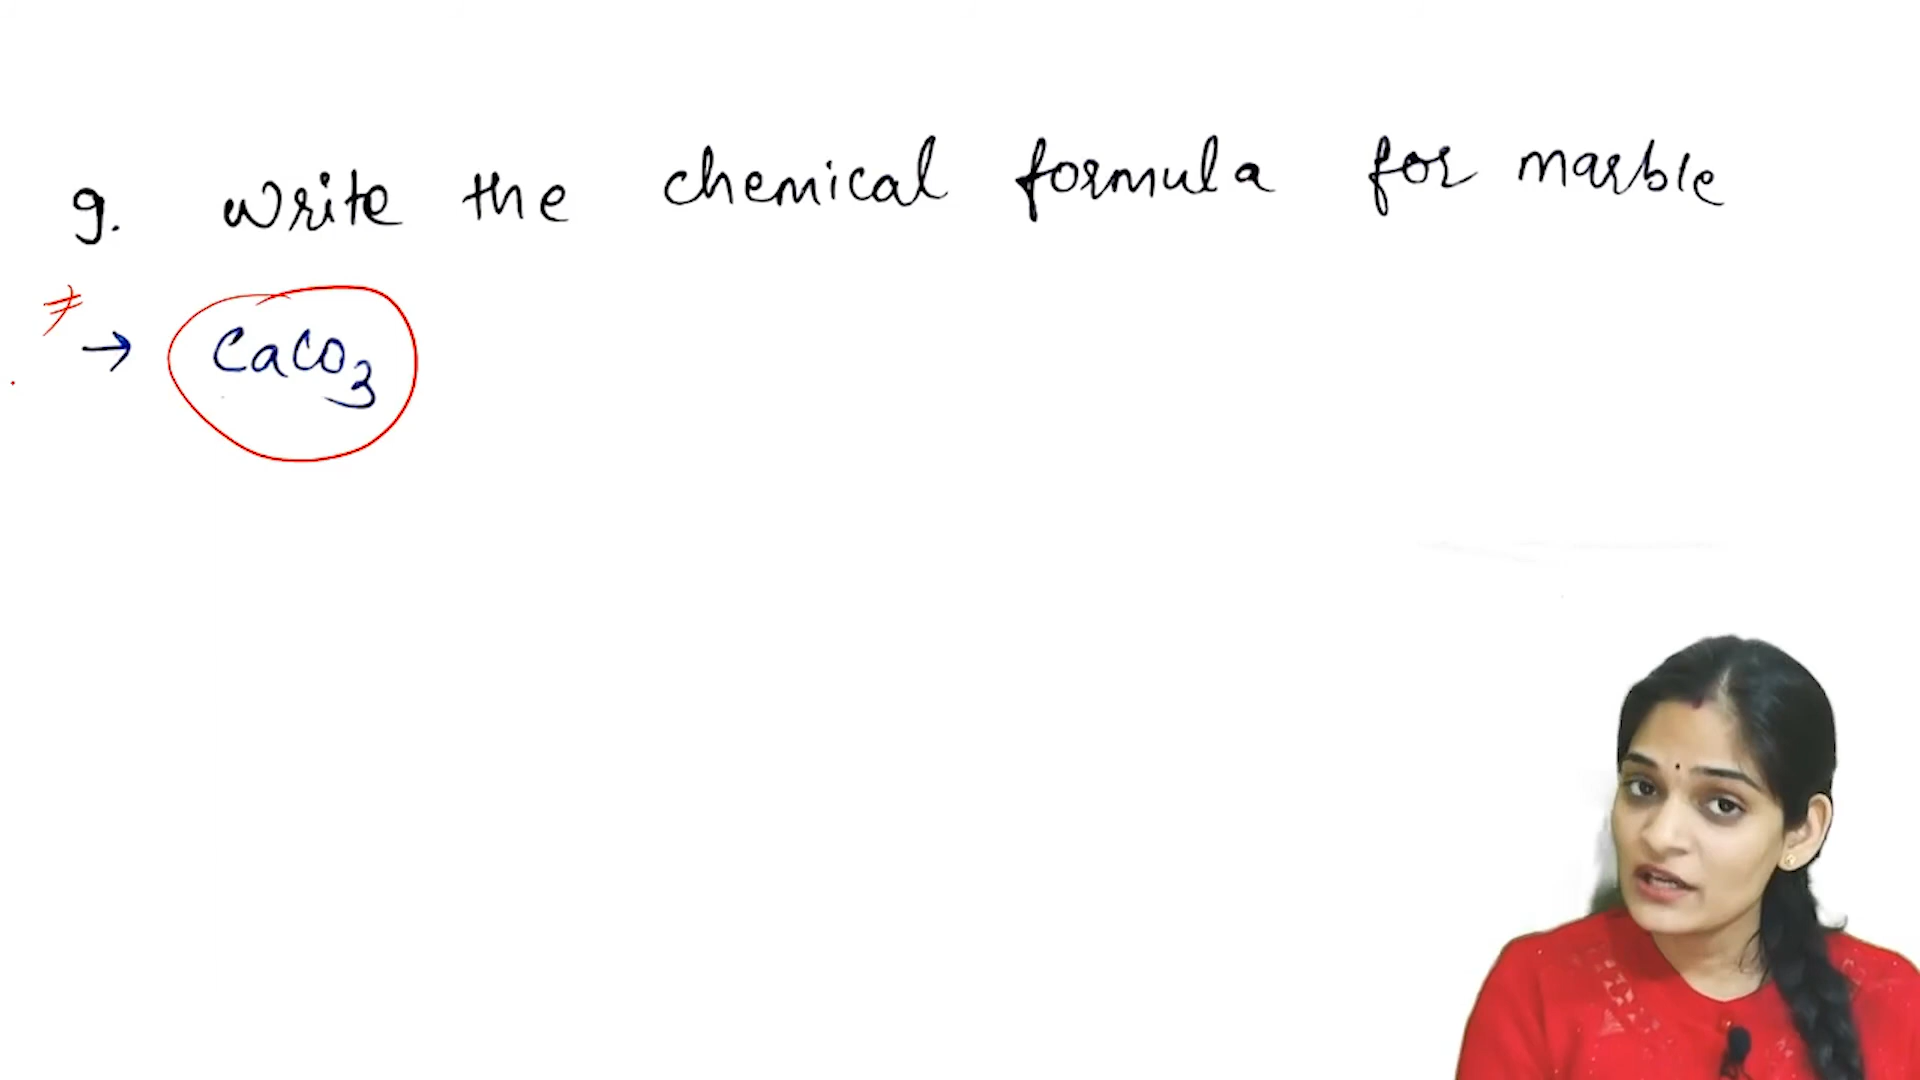 9. Write the chemical formula for marble
→ CaCO₃